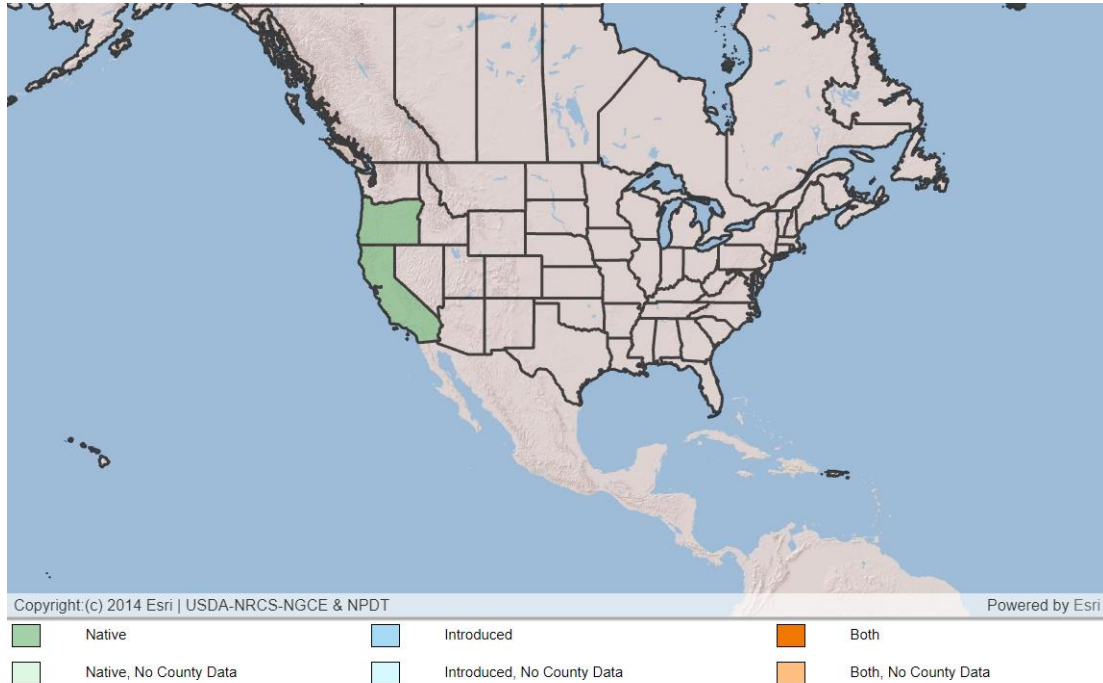 Copyright:(c) 2014 Esri | USDA-NRCS-NGCE & NPDT Powered by Esri
Native Introduced Both
Native, No County Data Introduced, No County Data Both, No County Data